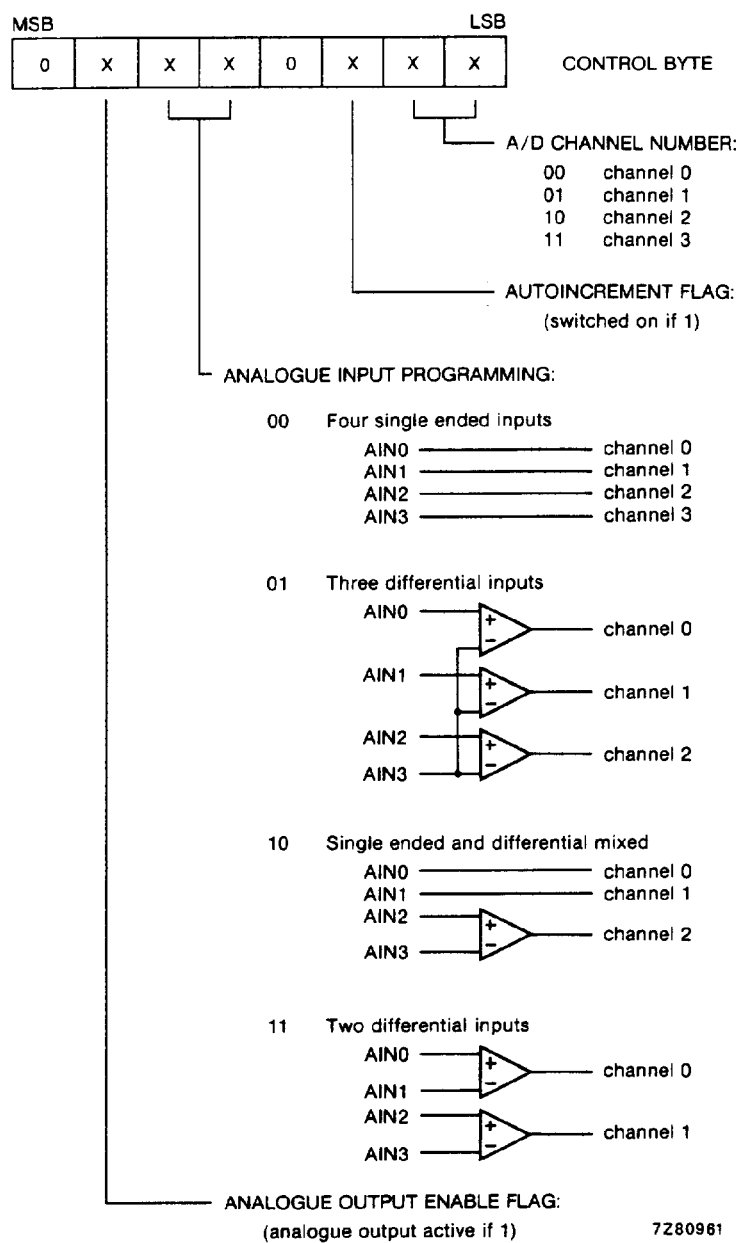 MSB LSB
0 X X X 0 X X X CONTROL BYTE
A/D CHANNEL NUMBER:
00 channel 0
01 channel 1
10 channel 2
11 channel 3
AUTOINCREMENT FLAG:
(switched on if 1)
ANALOGUE INPUT PROGRAMMING:
00 Four single ended inputs
AIN0 channel 0
AIN1 channel 1
AIN2 channel 2
AIN3 channel 3
01 Three differential inputs
AIN0 + − channel 0
AIN1 + − channel 1
AIN2 + − channel 2
AIN3
10 Single ended and differential mixed
AIN0 channel 0
AIN1 channel 1
AIN2 + − channel 2
AIN3
11 Two differential inputs
AIN0 + − channel 0
AIN1
AIN2 + − channel 1
AIN3
ANALOGUE OUTPUT ENABLE FLAG:
(analogue output active if 1) 7Z80961